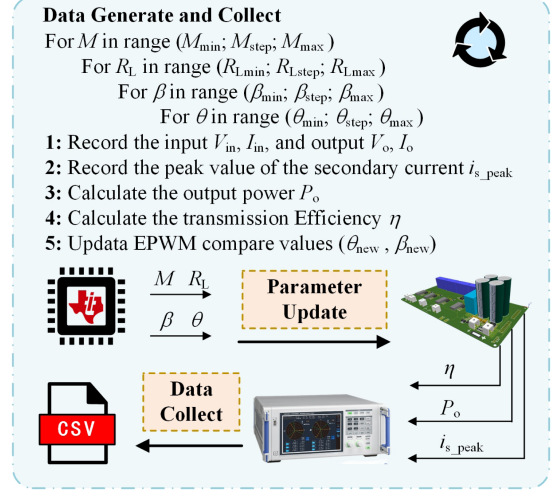 Data Generate and Collect
For M in range (Mmin; Mstep; Mmax )
For RL in range (RLmin; RLstep; RLmax )
For β in range (βmin; βstep; βmax )
For θ in range (θmin; θstep; θmax )
1: Record the input Vin, Iin, and output Vo, Io
2: Record the peak value of the secondary current is_peak
3: Calculate the output power Po
4: Calculate the transmission Efficiency η
5: Updata EPWM compare values (θnew , βnew)
M RL
β θ
Parameter
Update
η
Po
is_peak
Data
Collect
CSV